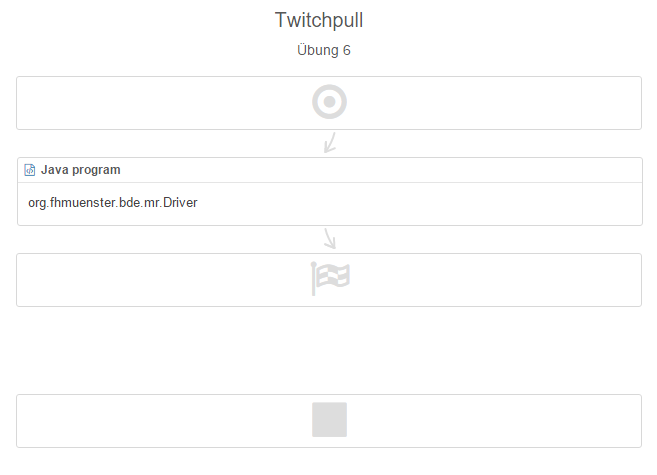 Twitchpull
Übung 6
Java program
org.fhmuenster.bde.mr.Driver